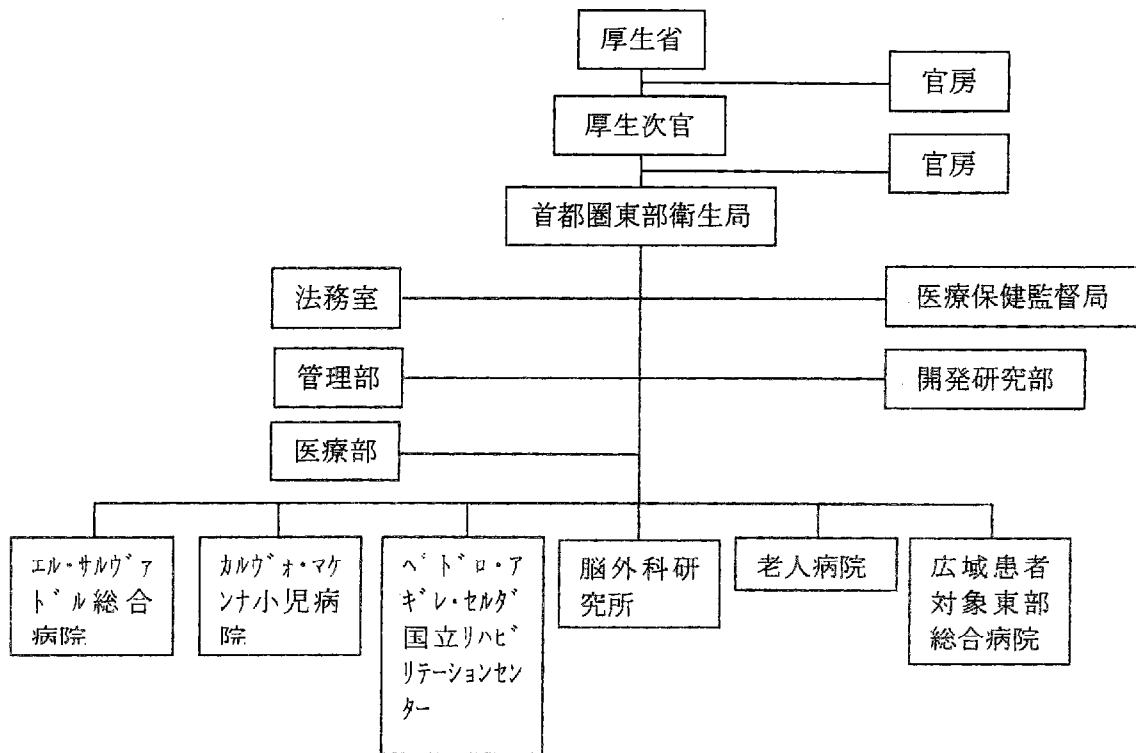 厚生省
官房
厚生次官
官房
首都圏東部衛生局
法務室
医療保健監督局
管理部
開発研究部
医療部
エル・サルヴァ
ドル総合
病院
カルヴォ・マケ
ンナ小児病
院
ペドロ・ア
ギレ・セルダ
国立リハビ
リテーションセン
ター
脳外科研
究所
老人病院
広域患者
対象東部
総合病院